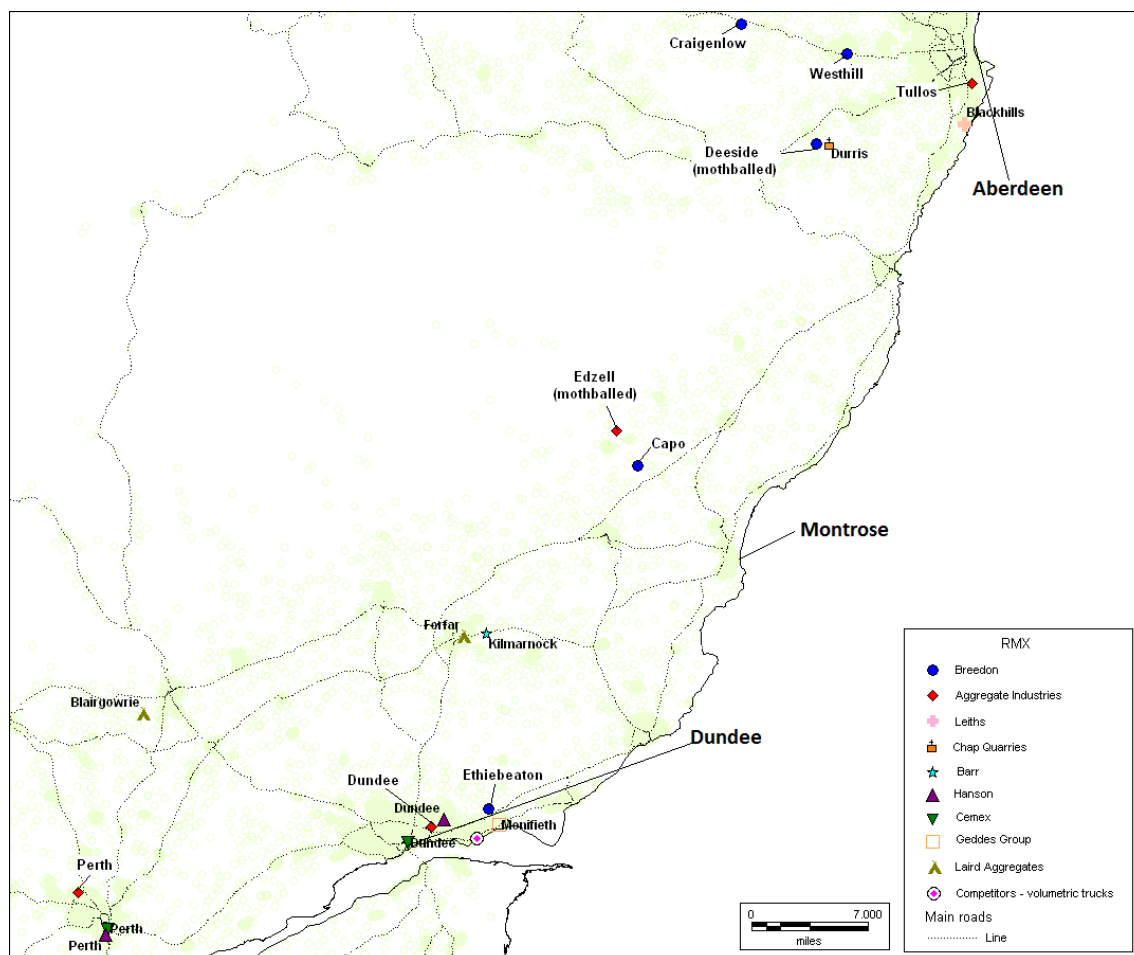 Craigenlow
Westhill
Tullos
Blackhills
Deeside
(mothballed)
Durris
Aberdeen
Edzell
(mothballed)
Capo
Montrose
Forfar
Kilmarnock
Blairgowrie
Dundee
Dundee
Ethiebeaton
Dundee
Monifieth
Dundee
Perth
Perth
Perth
0 7.000
miles
RMX
Breedon
Aggregate Industries
Leiths
Chap Quarries
Barr
Hanson
Cemex
Geddes Group
Laird Aggregates
Competitors - volumetric trucks
Main roads
Line